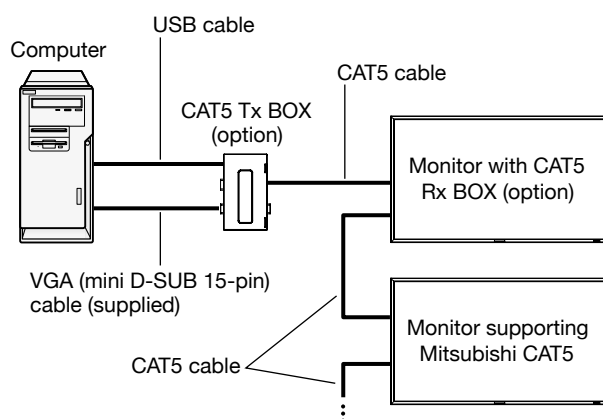 USB cable
Computer
CAT5 cable
CAT5 Tx BOX
(option)
Monitor with CAT5
Rx BOX (option)
VGA (mini D-SUB 15-pin)
cable (supplied)
Monitor supporting
Mitsubishi CAT5
CAT5 cable